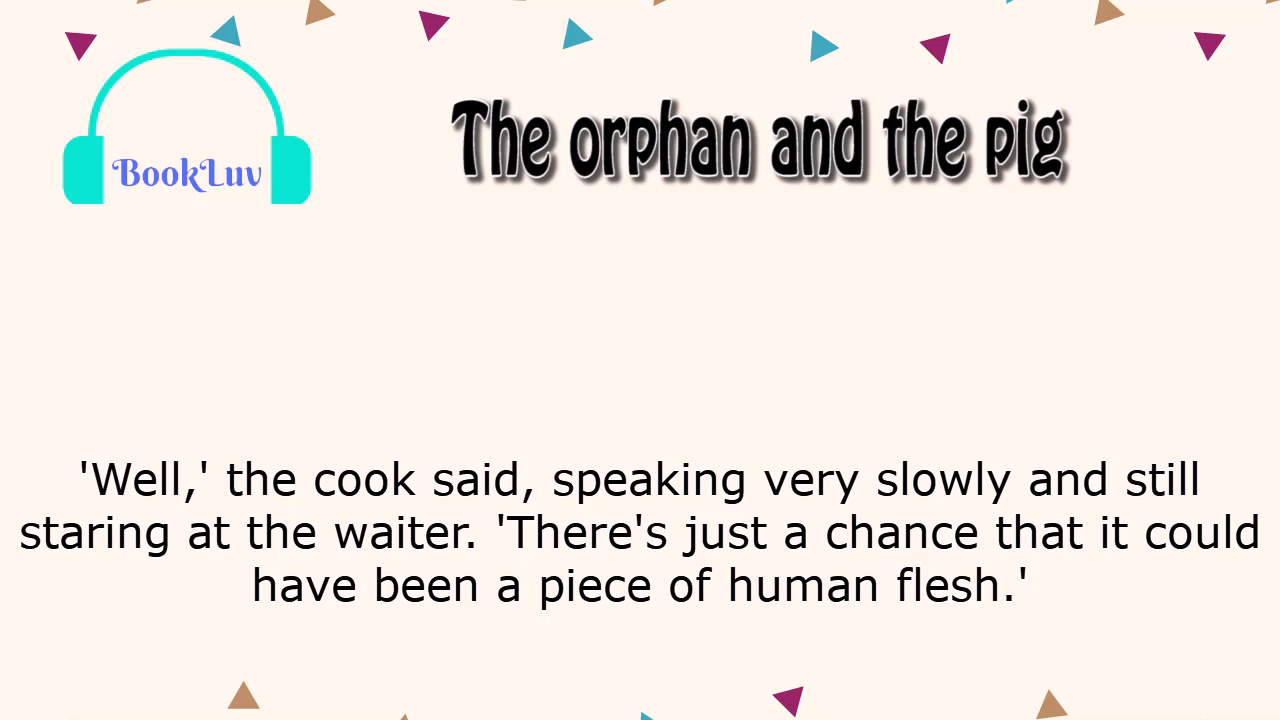 BookLuv
The orphan and the pig
'Well,' the cook said, speaking very slowly and still
staring at the waiter. 'There's just a chance that it could
have been a piece of human flesh.'